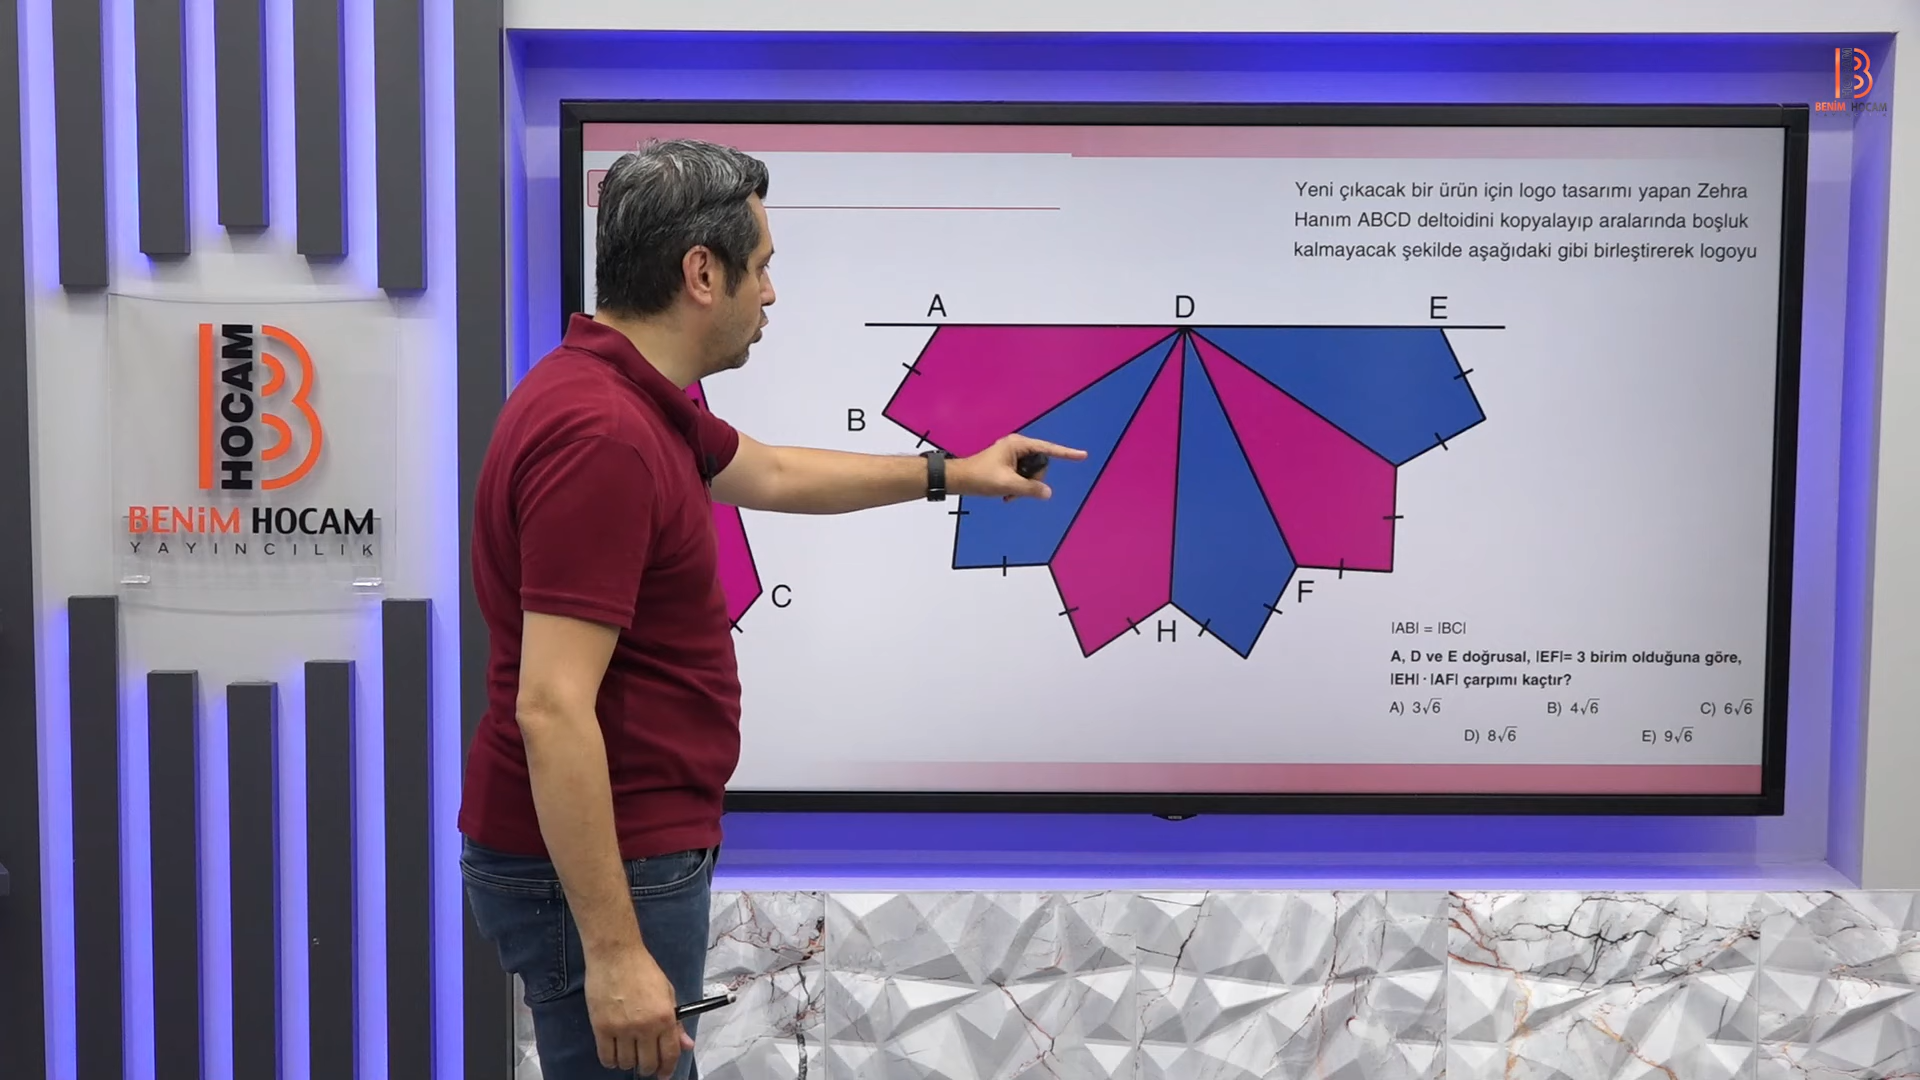 BENİM HOCAM
YAYINCILIK
Yeni çıkacak bir ürün için logo tasarımı yapan Zehra
Hanım ABCD deltoidini kopyalayıp aralarında boşluk
kalmayacak şekilde aşağıdaki gibi birleştirerek logoyu
A
D
E
B
C
F
H
HOCAM
BENiM HOCAM
YAYINCILIK
|AB| = |BC|
A, D ve E doğrusal, |EF|= 3 birim olduğuna göre,
|EH| · |AF| çarpımı kaçtır?
A) 3√6
B) 4√6
C) 6√6
D) 8√6
E) 9√6